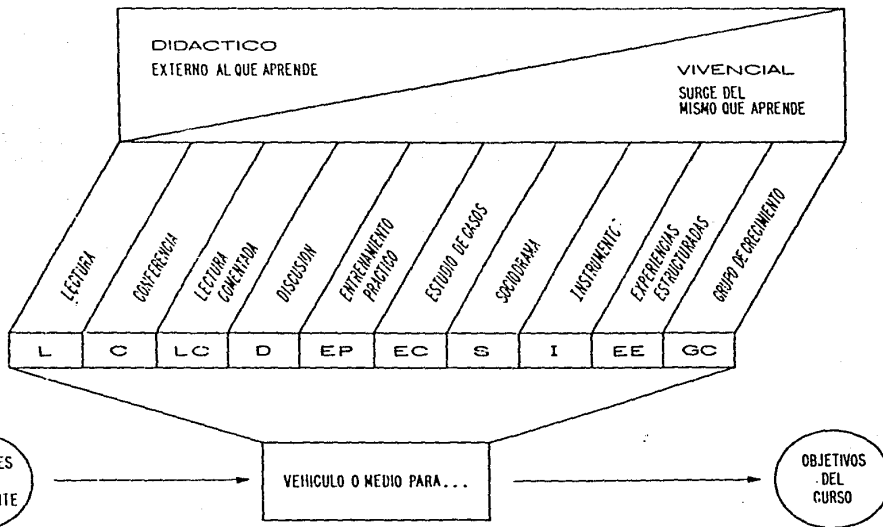 DIDACTICO
EXTERNO AL QUE APRENDE
VIVENCIAL
SURGE DEL
MISMO QUE APRENDE
LECTURA
CONFERENCIA
LECTURA
COMENTADA
DISCUSION
ENTRENAMIENTO
PRACTICO
ESTUDIO DE CASOS
SOCIODRAMA
EXPERIENCIAS
ESTRUCTURADAS
GRUPO DE CRECIMIENTO
L C LC D EP EC S I EE GC
VEHICULO O MEDIO PARA...
OBJETIVOS
DEL
CURSO